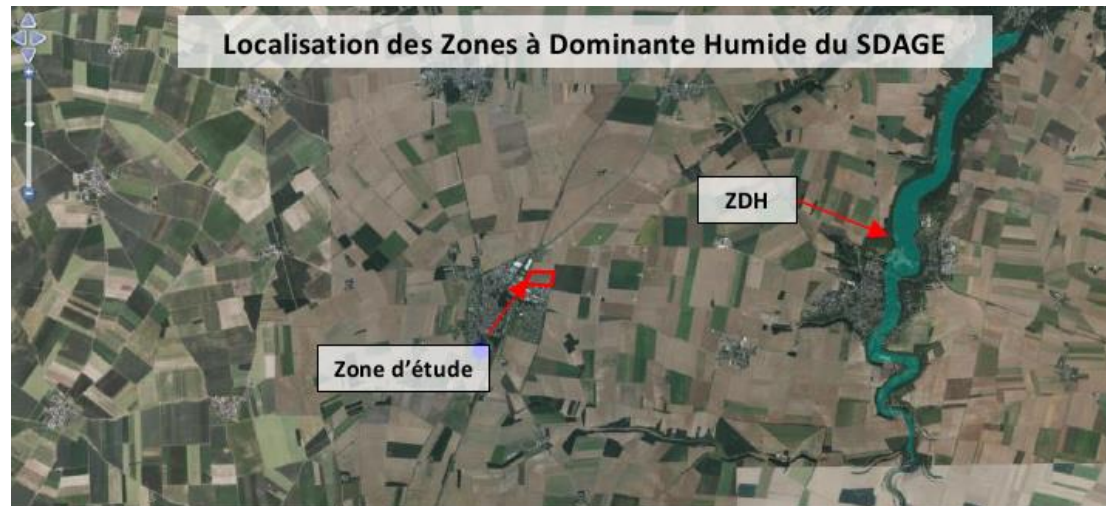 Localisation des Zones à Dominante Humide du SDAGE
ZDH
Zone d'étude